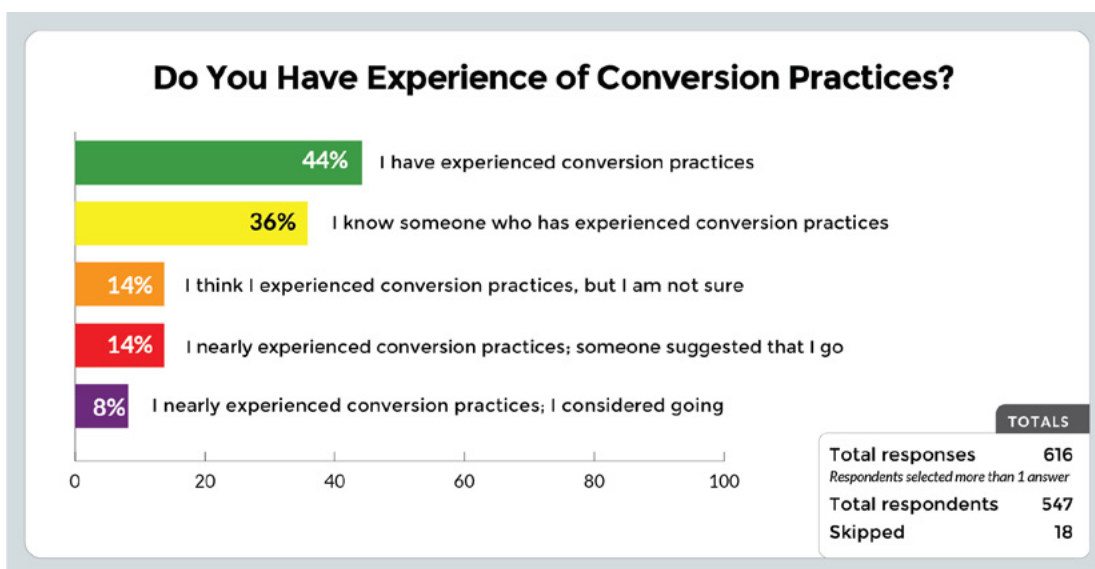 Do You Have Experience of Conversion Practices?
44% I have experienced conversion practices
36% I know someone who has experienced conversion practices
14% I think I experienced conversion practices, but I am not sure
14% I nearly experienced conversion practices; someone suggested that I go
8% I nearly experienced conversion practices; I considered going
0 20 40 60 80 100
TOTALS
Total responses 616
Respondents selected more than 1 answer
Total respondents 547
Skipped 18